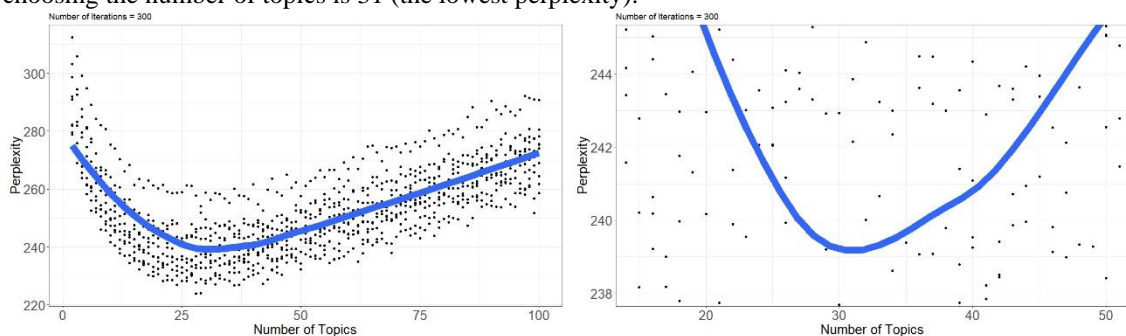 choosing the number of topics is 31 (the lowest perplexity).
Number of Iterations = 300
300
280
260
240
220
Perplexity
0 25 50 75 100
Number of Topics
Number of Iterations = 300
244
242
240
238
Perplexity
20 30 40 50
Number of Topics